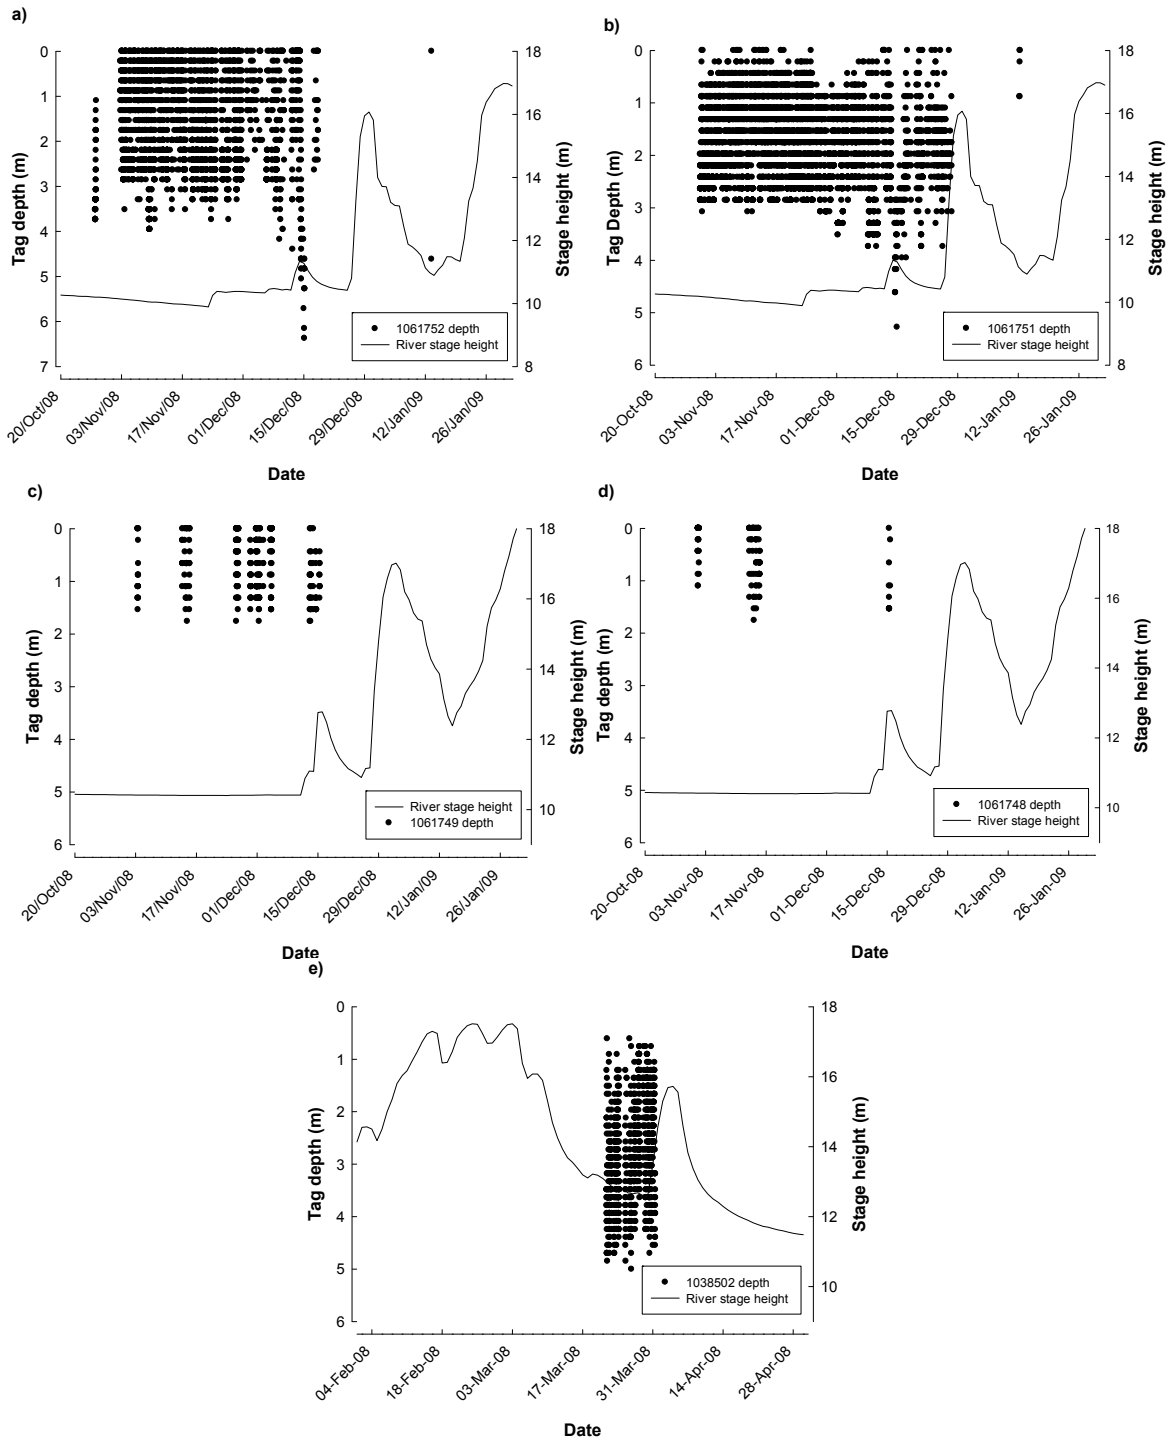 a)
0
1
2
3
4
5
6
7
Tag depth (m)
18
16
14
12
10
8
Stage height (m)
1061752 depth
River stage height
20/Oct/08
03/Nov/08
17/Nov/08
01/Dec/08
15/Dec/08
29/Dec/08
12/Jan/09
26/Jan/09
Date
b)
0
1
2
3
4
5
6
Tag Depth (m)
18
16
14
12
10
8
Stage height (m)
1061751 depth
River stage height
20-Oct-08
03-Nov-08
17-Nov-08
01-Dec-08
15-Dec-08
29-Dec-08
12-Jan-09
26-Jan-09
Date
c)
0
1
2
3
4
5
6
Tag depth (m)
18
16
14
12
10
Stage height (m)
River stage height
1061749 depth
20/Oct/08
03/Nov/08
17/Nov/08
01/Dec/08
15/Dec/08
29/Dec/08
12/Jan/09
26/Jan/09
Date
d)
0
1
2
3
4
5
6
Tag depth (m)
18
16
14
12
10
Stage height (m)
1061748 depth
River stage height
20-Oct-08
03-Nov-08
17-Nov-08
01-Dec-08
15-Dec-08
29-Dec-08
12-Jan-09
26-Jan-09
Date
e)
0
1
2
3
4
5
6
Tag depth (m)
18
16
14
12
10
Stage height (m)
1038502 depth
River stage height
04-Feb-08
18-Feb-08
03-Mar-08
17-Mar-08
31-Mar-08
14-Apr-08
28-Apr-08
Date